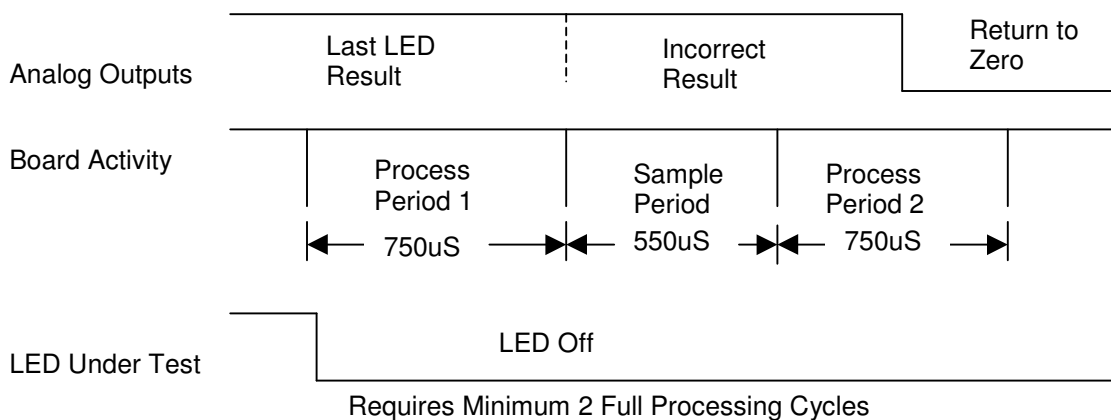 Analog Outputs
Last LED
Result
Incorrect
Result
Return to
Zero
Board Activity
Process
Period 1
750uS
Sample
Period
550uS
Process
Period 2
750uS
LED Under Test
LED Off
Requires Minimum 2 Full Processing Cycles